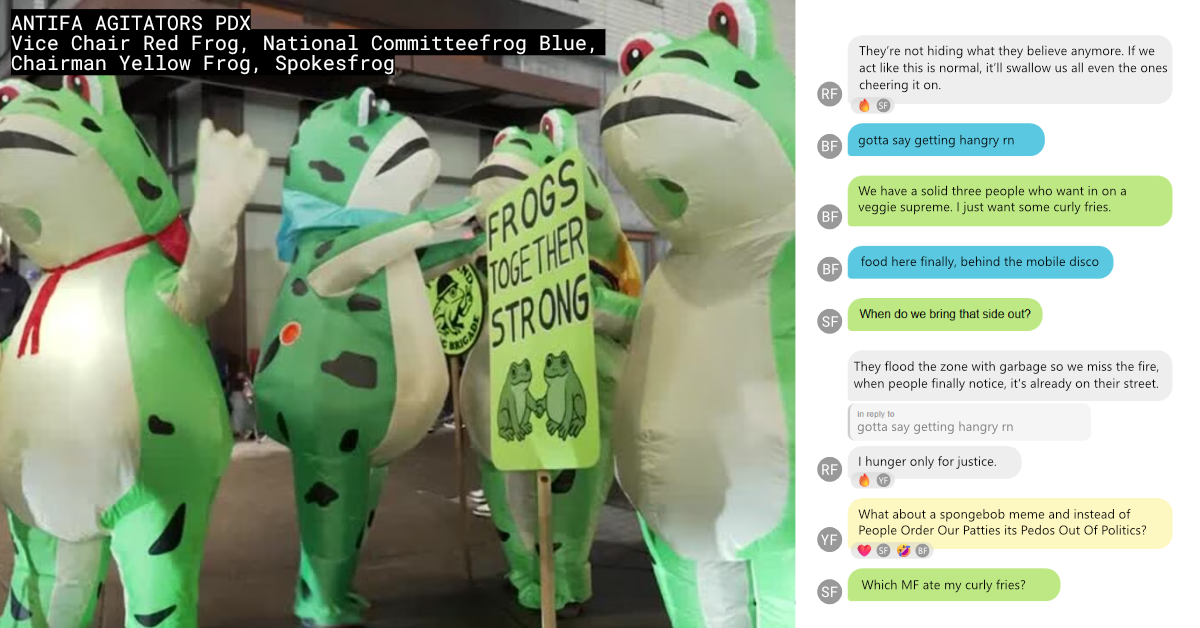 ANTIFA AGITATORS PDX
Vice Chair Red Frog, National Committeefrog Blue,
Chairman Yellow Frog, Spokesfrog
FROGS
TOGETHER
STRONG
BRIGADE
They’re not hiding what they believe anymore. If we
act like this is normal, it’ll swallow us all even the ones
cheering it on.
RF
🔥 SF
gotta say getting hangry rn
BF
We have a solid three people who want in on a
veggie supreme. I just want some curly fries.
BF
food here finally, behind the mobile disco
BF
When do we bring that side out?
SF
They flood the zone with garbage so we miss the fire,
when people finally notice, it's already on their street.
In reply to
gotta say getting hangry rn
I hunger only for justice.
RF
🔥 YF
What about a spongebob meme and instead of
People Order Our Patties its Pedos Out Of Politics?
YF
❤️ SF 🤣 BF
Which MF ate my curly fries?
SF